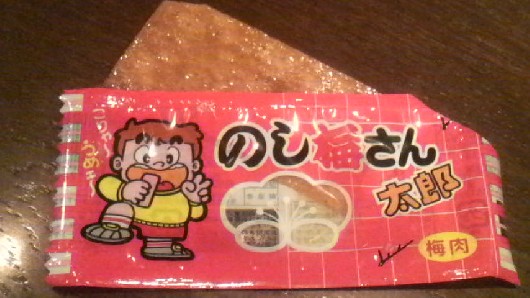 こりゃ〜
うめェ〜
のし梅さん
太郎
梅肉